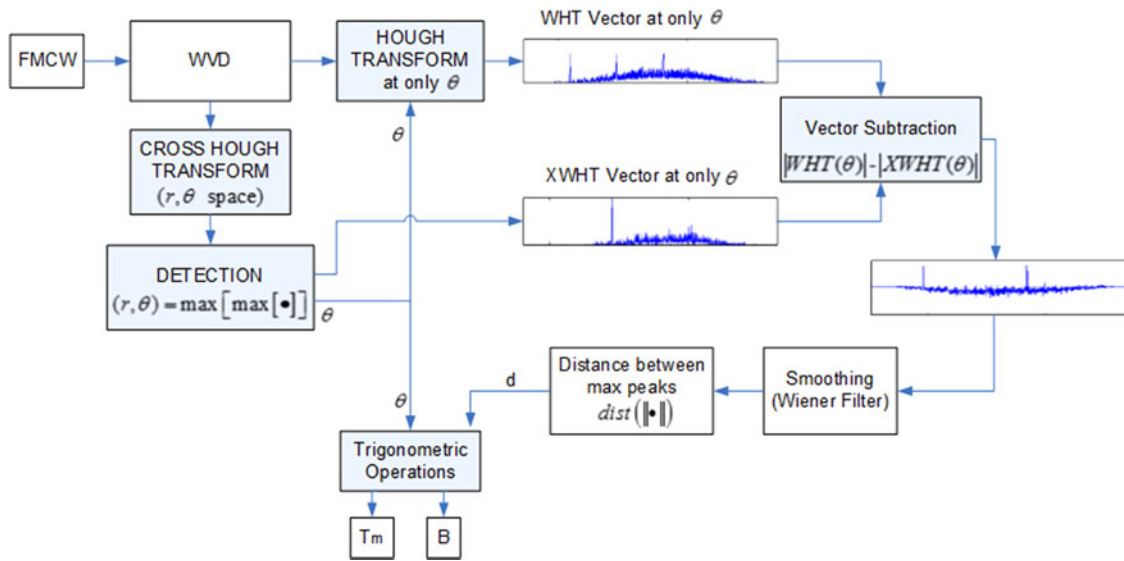 WHT Vector at only θ
FMCW
WVD
HOUGH
TRANSFORM
at only θ
θ
CROSS HOUGH
TRANSFORM
(r,θ space)
Vector Subtraction
|WHT(θ)|-|XWHT(θ)|
XWHT Vector at only θ
DETECTION
(r,θ)=max[max[•]]
θ
Distance between
max peaks
dist(‖•‖)
d
Smoothing
(Wiener Filter)
θ
Trigonometric
Operations
Tm
B